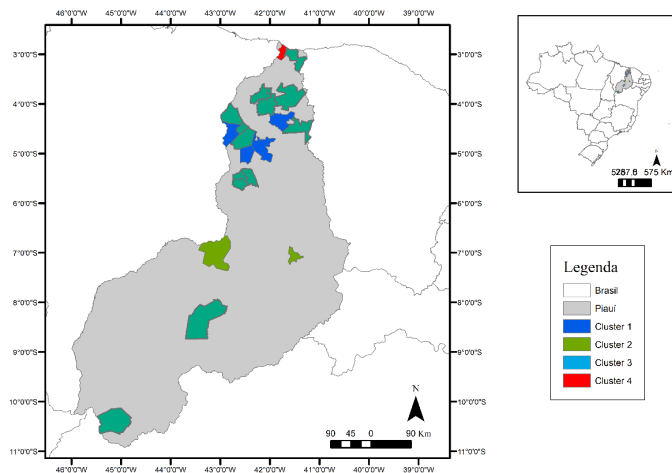 46°0'0"W 45°0'0"W 44°0'0"W 43°0'0"W 42°0'0"W 41°0'0"W 40°0'0"W 39°0'0"W
3°0'0"S 3°0'0"S
4°0'0"S 4°0'0"S
5°0'0"S 5°0'0"S
6°0'0"S 6°0'0"S
7°0'0"S 7°0'0"S
8°0'0"S 8°0'0"S
9°0'0"S 9°0'0"S
10°0'0"S 10°0'0"S
11°0'0"S 11°0'0"S
46°0'0"W 45°0'0"W 44°0'0"W 43°0'0"W 42°0'0"W 41°0'0"W 40°0'0"W 39°0'0"W
N
90 45 0 90 Km
575 Km
Legenda
Brasil
Piauí
Cluster 1
Cluster 2
Cluster 3
Cluster 4